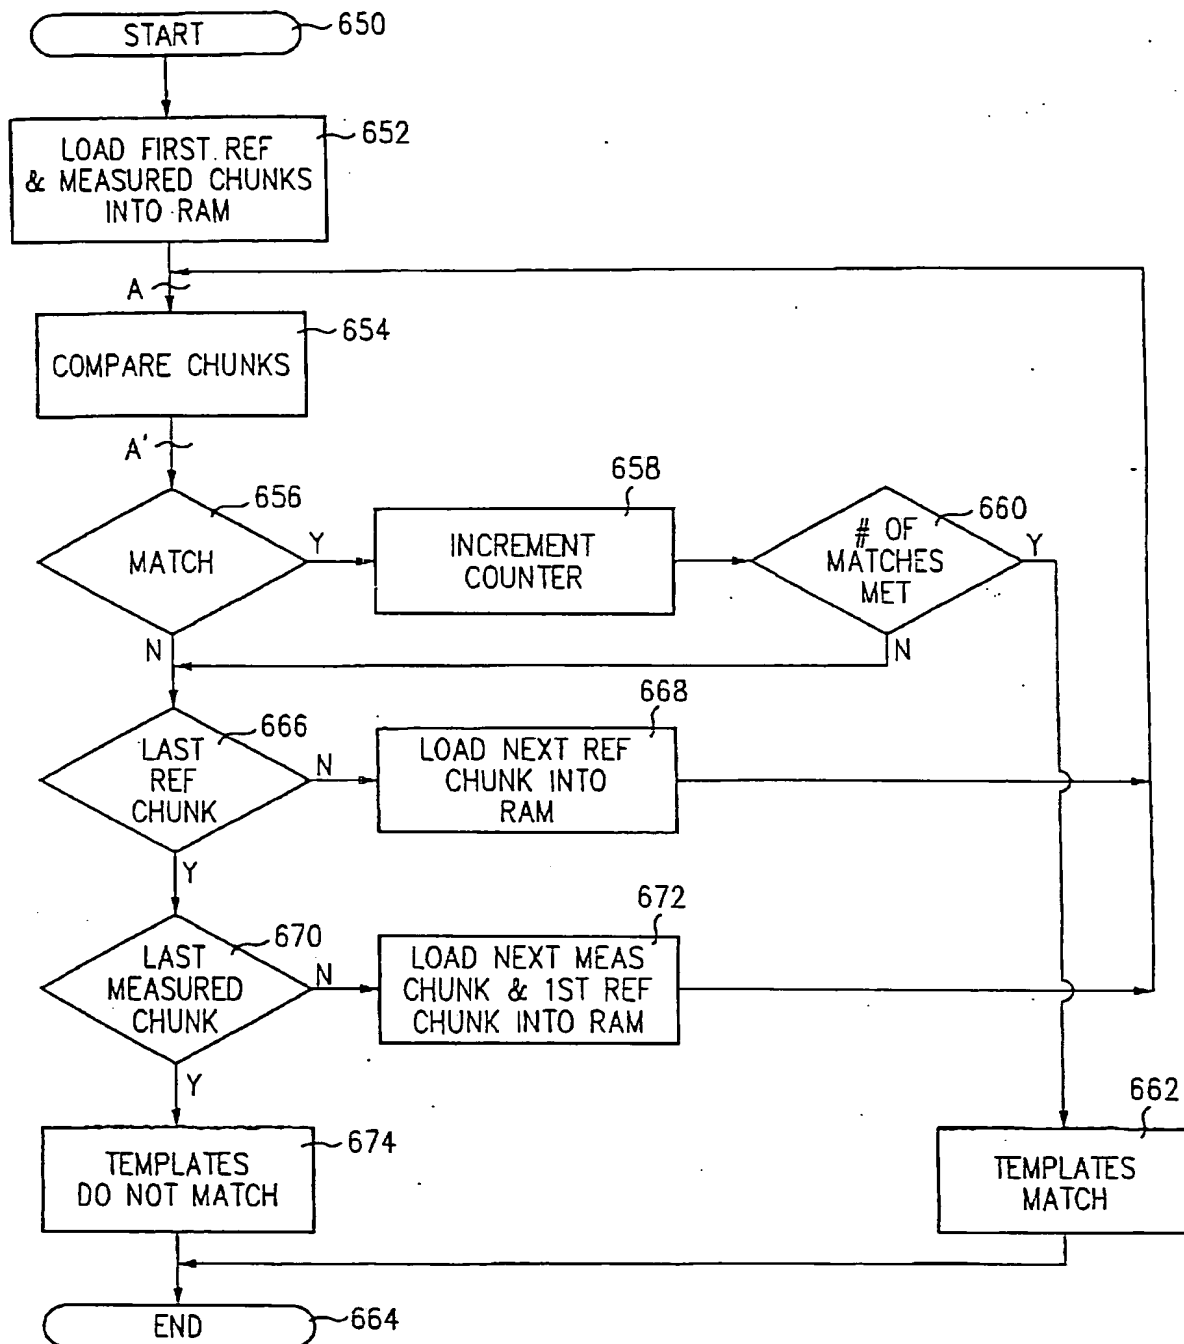 START
650
LOAD FIRST REF
& MEASURED CHUNKS
INTO RAM
652
A
COMPARE CHUNKS
654
A'
MATCH
656
Y
N
INCREMENT
COUNTER
658
# OF
MATCHES
MET
660
Y
N
LAST
REF
CHUNK
666
N
Y
LOAD NEXT REF
CHUNK INTO
RAM
668
LAST
MEASURED
CHUNK
670
N
Y
LOAD NEXT MEAS
CHUNK & 1ST REF
CHUNK INTO RAM
672
TEMPLATES
DO NOT MATCH
674
TEMPLATES
MATCH
662
END
664